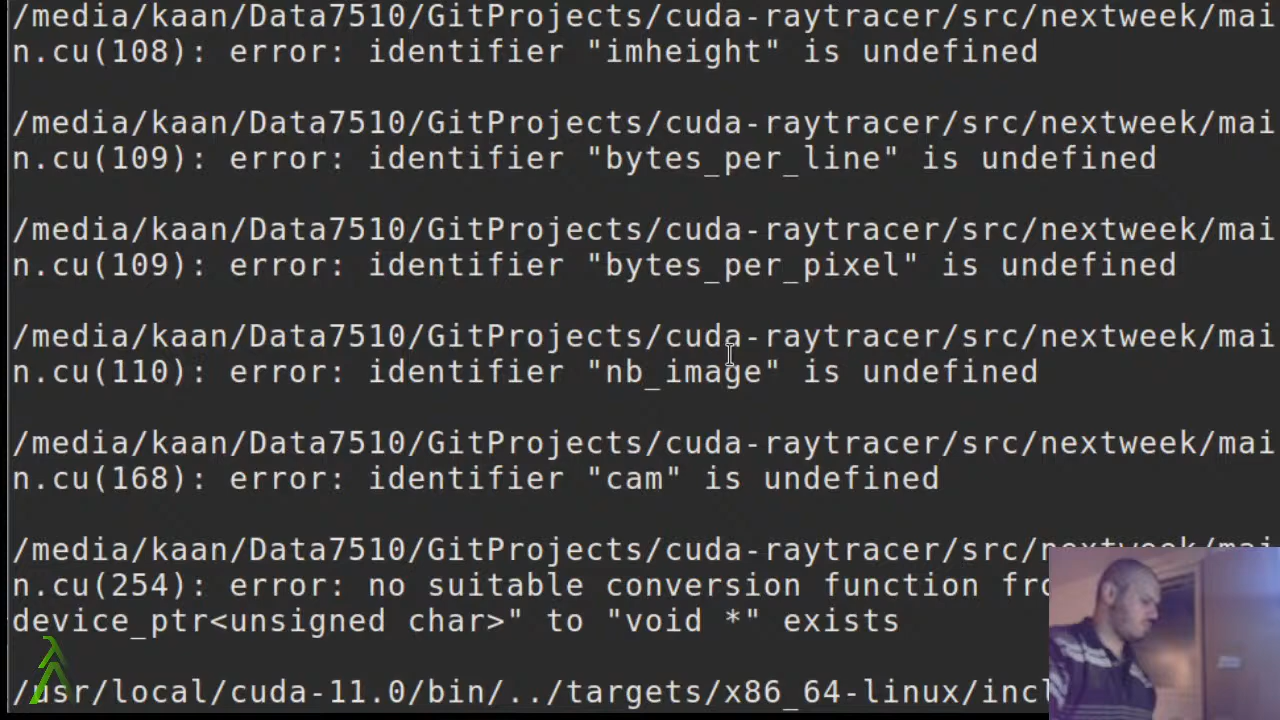 /media/kaan/Data7510/GitProjects/cuda-raytracer/src/nextweek/mai
n.cu(108): error: identifier "imheight" is undefined
/media/kaan/Data7510/GitProjects/cuda-raytracer/src/nextweek/mai
n.cu(109): error: identifier "bytes_per_line" is undefined
/media/kaan/Data7510/GitProjects/cuda-raytracer/src/nextweek/mai
n.cu(109): error: identifier "bytes_per_pixel" is undefined
/media/kaan/Data7510/GitProjects/cuda-raytracer/src/nextweek/mai
n.cu(110): error: identifier "nb_image" is undefined
/media/kaan/Data7510/GitProjects/cuda-raytracer/src/nextweek/mai
n.cu(168): error: identifier "cam" is undefined
/media/kaan/Data7510/GitProjects/cuda-raytracer/src/nextweek/mai
n.cu(254): error: no suitable conversion function
device_ptr<unsigned char>" to "void *" exists
/usr/local/cuda-11.0/bin/../targets/x86_64-linux/incl